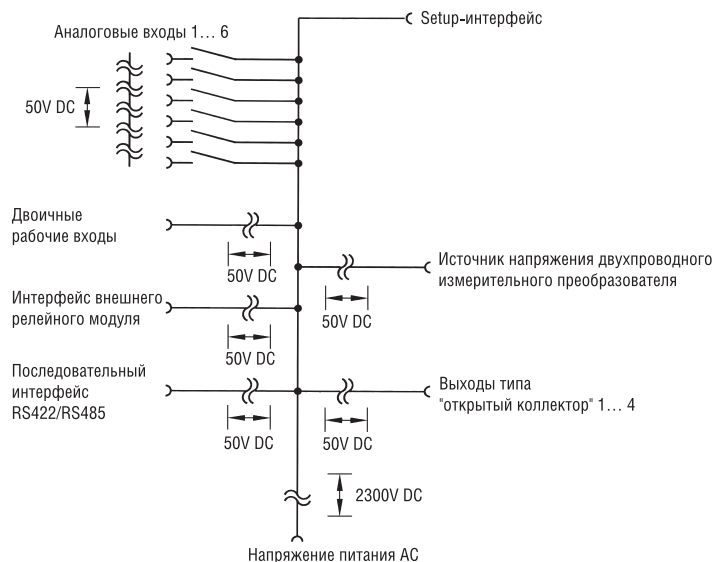 Setup-интерфейс
Аналоговые входы 1... 6
50V DC
Двоичные
рабочие входы
50V DC
Источник напряжения двухпроводного
измерительного преобразователя
50V DC
Интерфейс внешнего
релейного модуля
50V DC
Последовательный
интерфейс
RS422/RS485
50V DC
Выходы типа
"открытый коллектор" 1... 4
50V DC
2300V DC
Напряжение питания AC